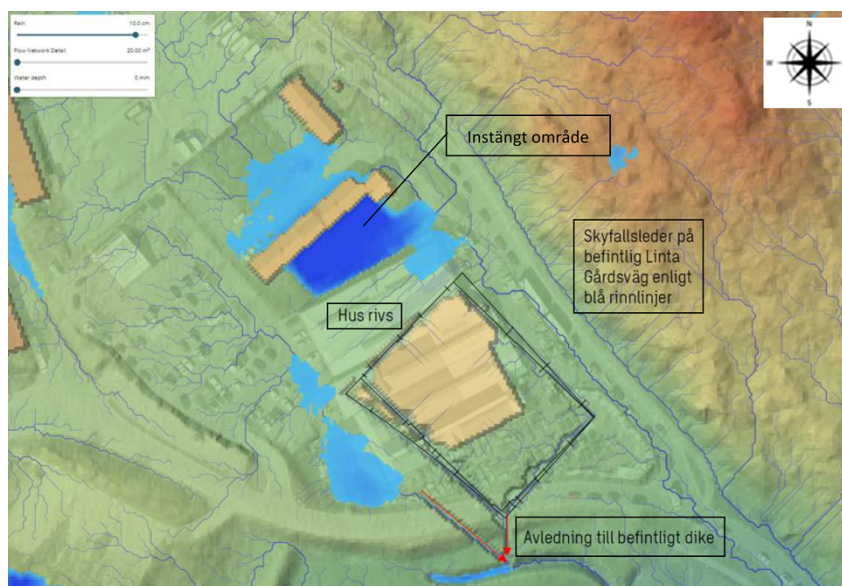 Rain
10.0 cm
Flow Network Detail
20.00 m²
Water depth
0 mm
N
W
E
S
Instängt område
Skyfallsleder på
befintlig Linta
Gårdsväg enligt
blå rinnlinjer
Hus rivs
Avledning till befintligt dike